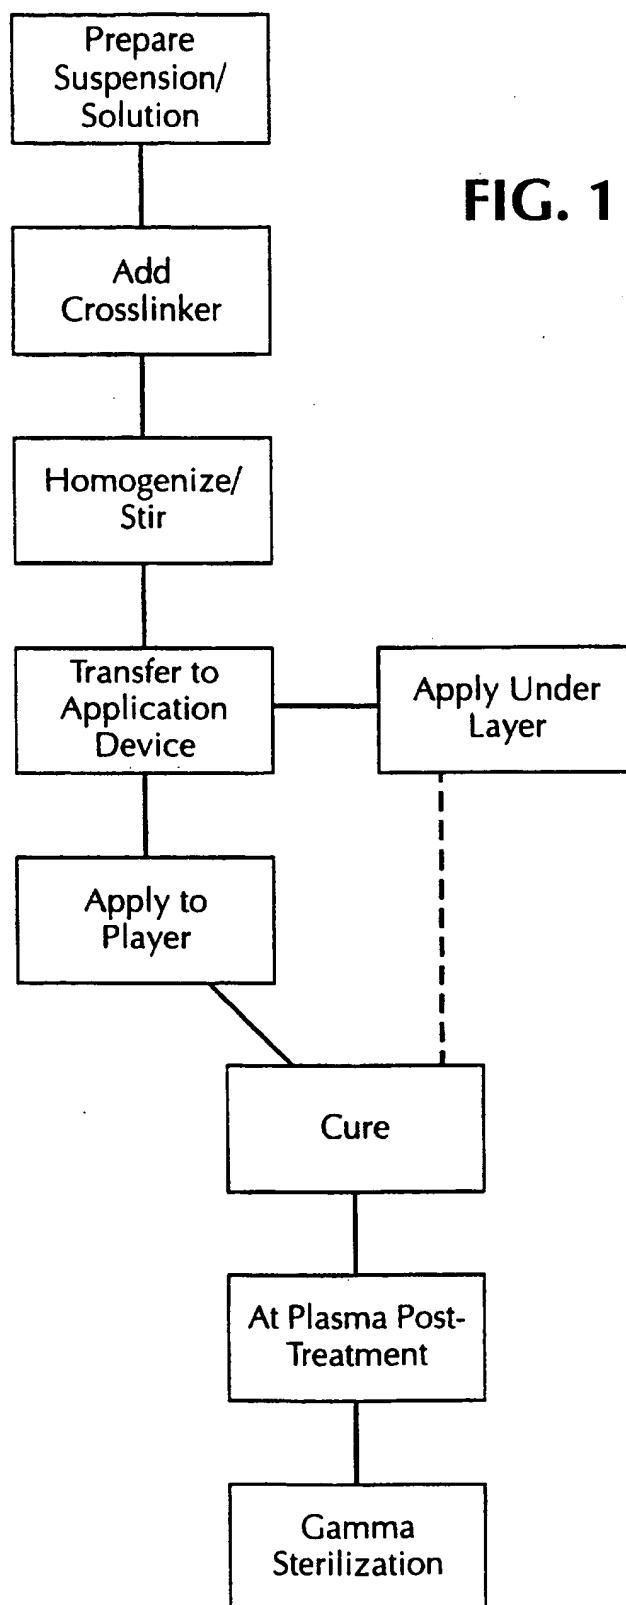 Prepare
Suspension/
Solution
FIG. 1
Add
Crosslinker
Homogenize/
Stir
Transfer to
Application
Device
Apply Under
Layer
Apply to
Player
Cure
At Plasma Post-
Treatment
Gamma
Sterilization